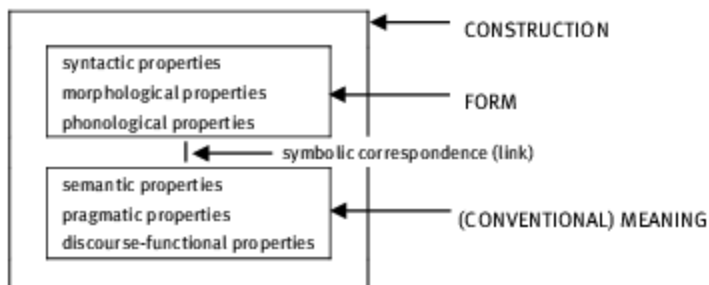 CONSTRUCTION
syntactic properties
morphological properties
FORM
phonological properties
symbolic correspondence (link)
semantic properties
pragmatic properties
(CONVENTIONAL) MEANING
discourse-functional properties